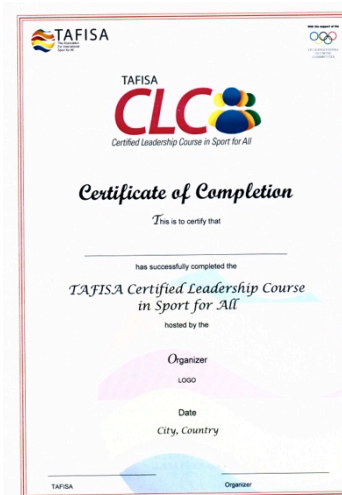 TAFISA
The Association
For International
Sport for All
With the support of the
INTERNATIONAL
OLYMPIC
COMMITTEE
TAFISA
CLC
Certified Leadership Course in Sport for All
Certificate of Completion
This is to certify that
has successfully completed the
TAFISA Certified Leadership Course
in Sport for All
hosted by the
Organizer
LOGO
Date
City, Country
TAFISA
Organizer